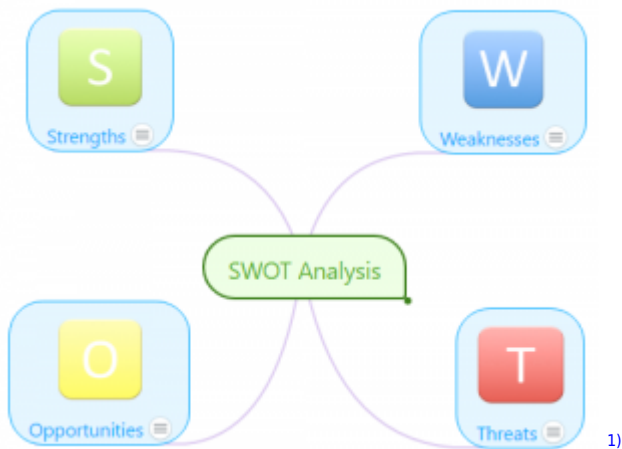 S
Strengths
W
Weaknesses
SWOT Analysis
O
Opportunities
T
Threats
1)